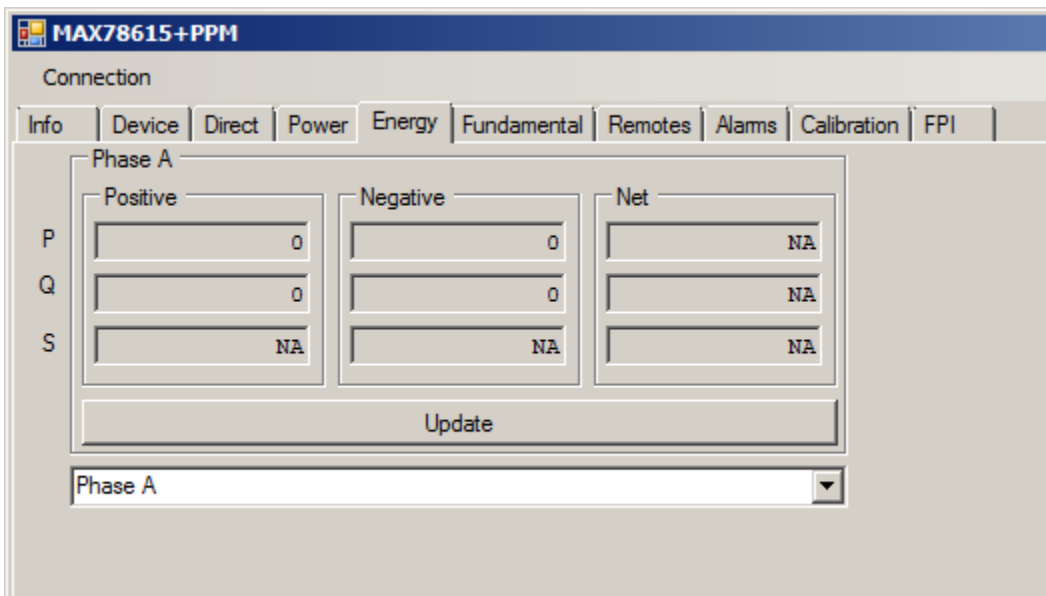 MAX78615+PPM
Connection
Info Device Direct Power Energy Fundamental Remotes Alarms Calibration FPI
Phase A
Positive Negative Net
P 0 0 NA
Q 0 0 NA
S NA NA NA
Update
Phase A